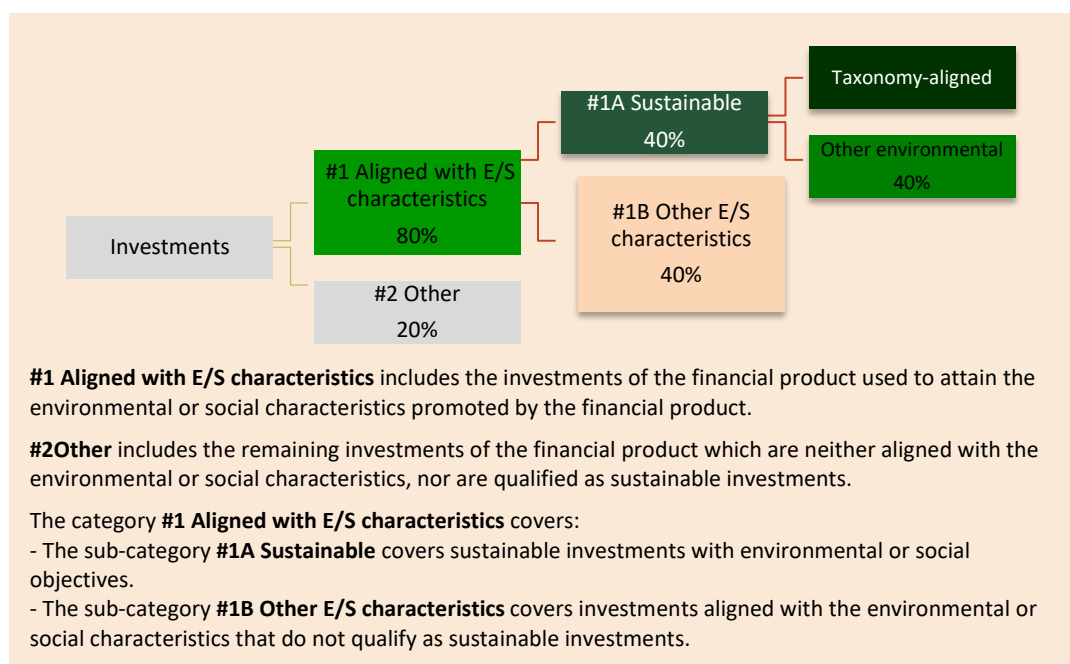 Investments
#1 Aligned with E/S
characteristics
80%
#2 Other
20%
#1A Sustainable
40%
#1B Other E/S
characteristics
40%
Taxonomy-aligned
Other environmental
40%
#1 Aligned with E/S characteristics includes the investments of the financial product used to attain the
environmental or social characteristics promoted by the financial product.
#2Other includes the remaining investments of the financial product which are neither aligned with the
environmental or social characteristics, nor are qualified as sustainable investments.
The category #1 Aligned with E/S characteristics covers:
- The sub-category #1A Sustainable covers sustainable investments with environmental or social
objectives.
- The sub-category #1B Other E/S characteristics covers investments aligned with the environmental or
social characteristics that do not qualify as sustainable investments.